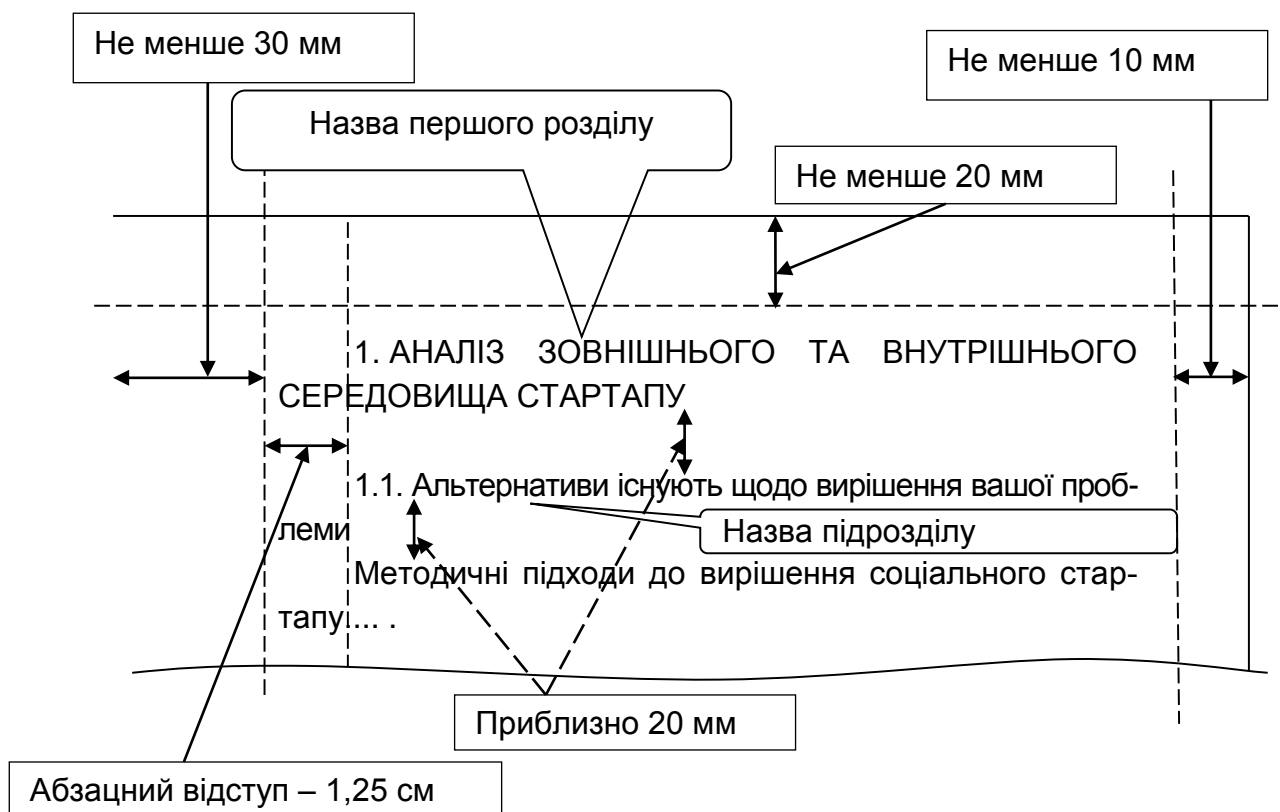 Не менше 30 мм
Не менше 10 мм
Назва першого розділу
Не менше 20 мм
1. АНАЛІЗ ЗОВНІШНЬОГО ТА ВНУТРІШНЬОГО
СЕРЕДОВИЩА СТАРТАПУ
1.1. Альтернативи існують щодо вирішення вашої проб-
леми
Назва підрозділу
Методичні підходи до вирішення соціального стар-
тапу.... .
Приблизно 20 мм
Абзацний відступ – 1,25 см